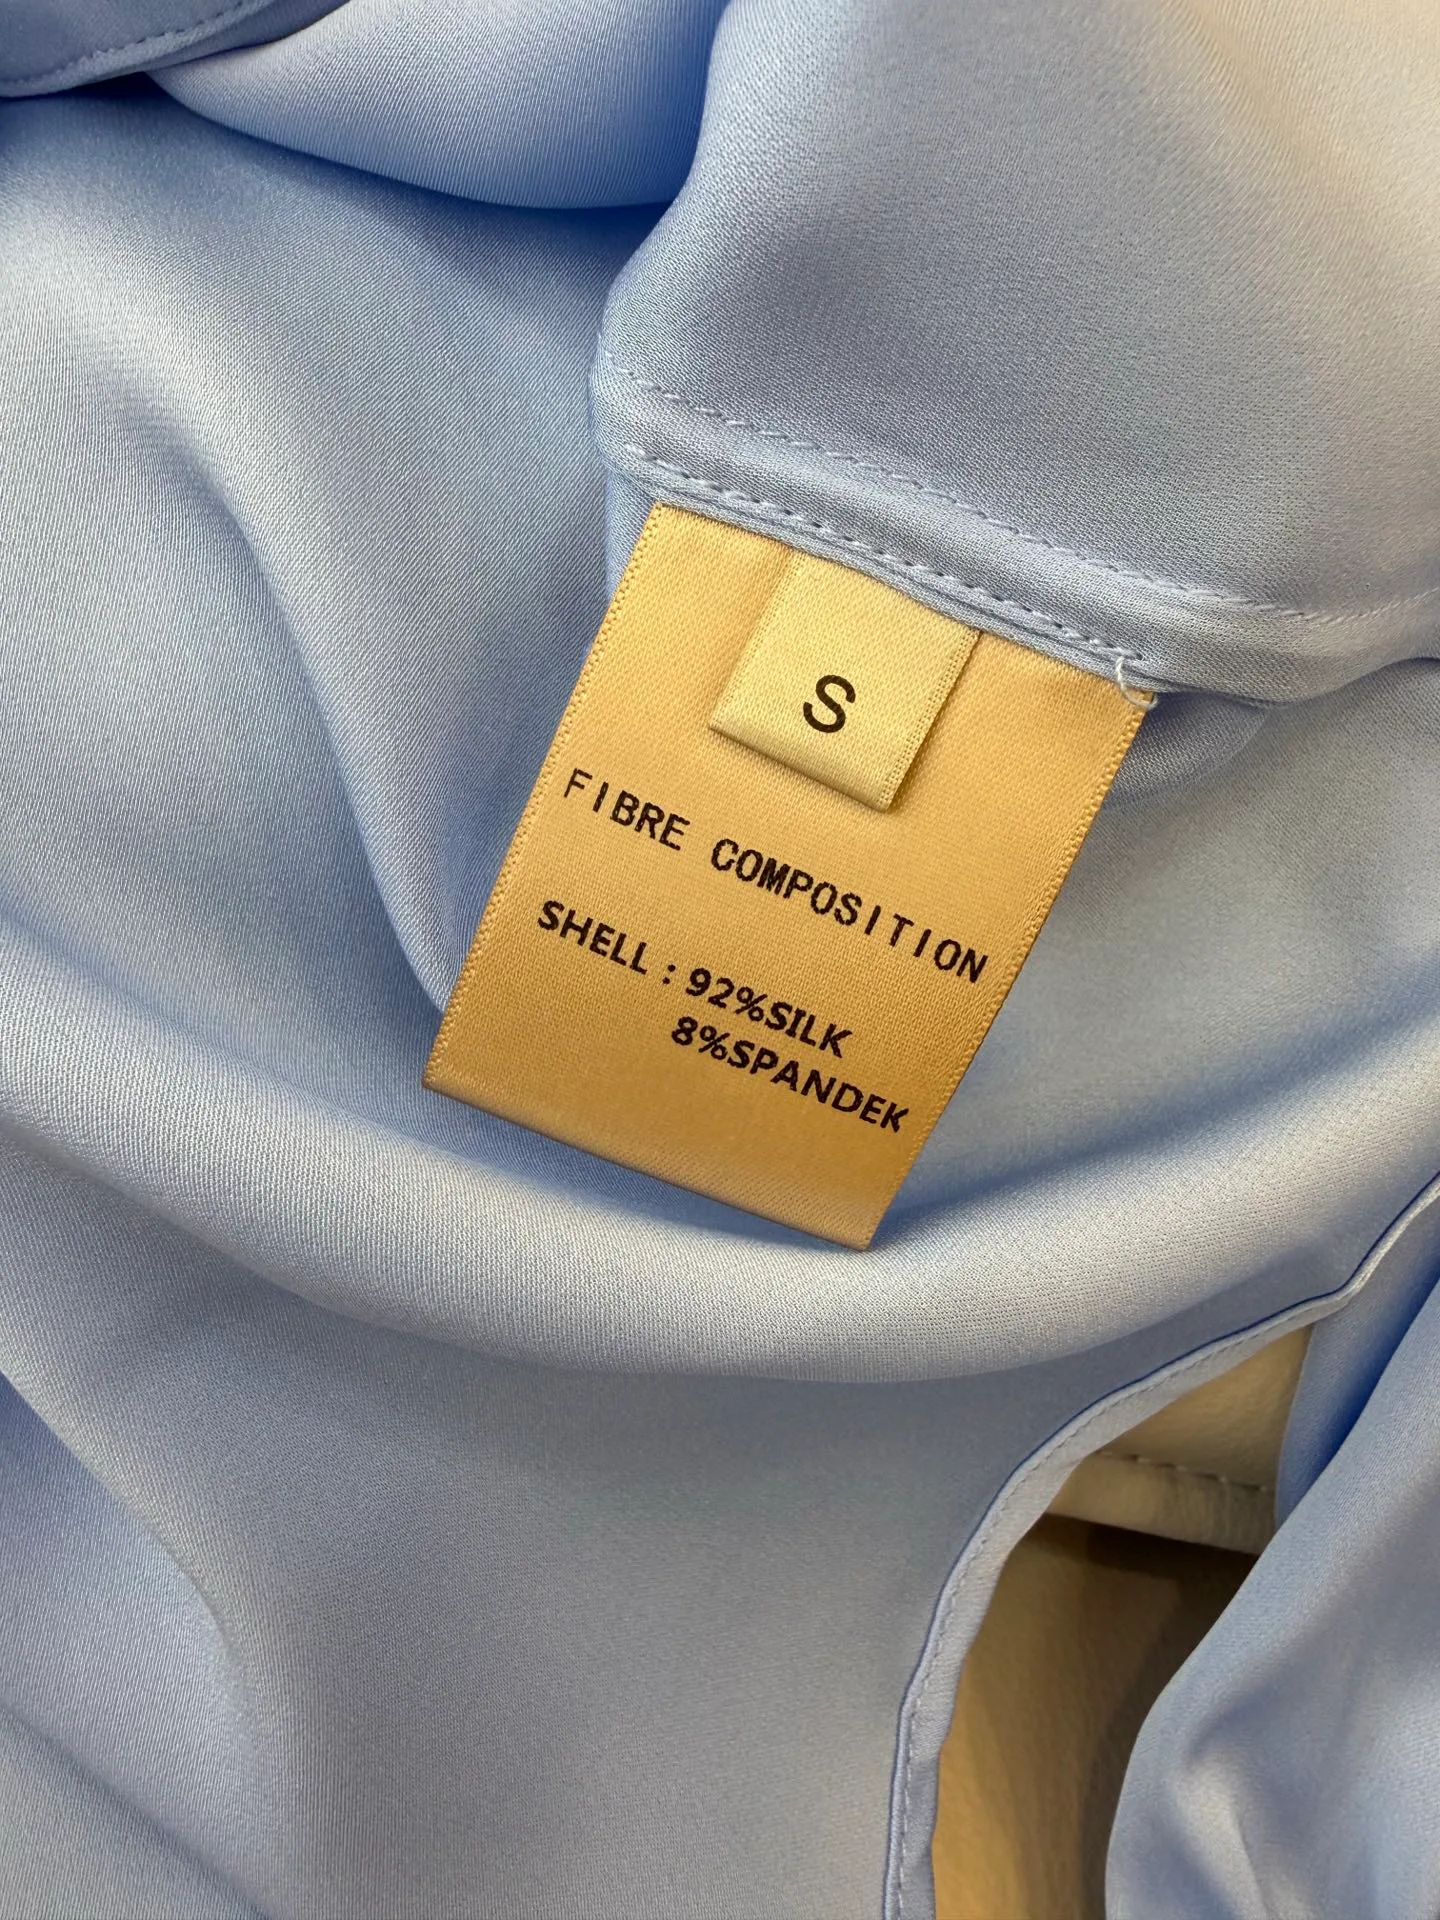 S
FIBRE COMPOSITION
SHELL : 92%SILK
8%SPANDEK